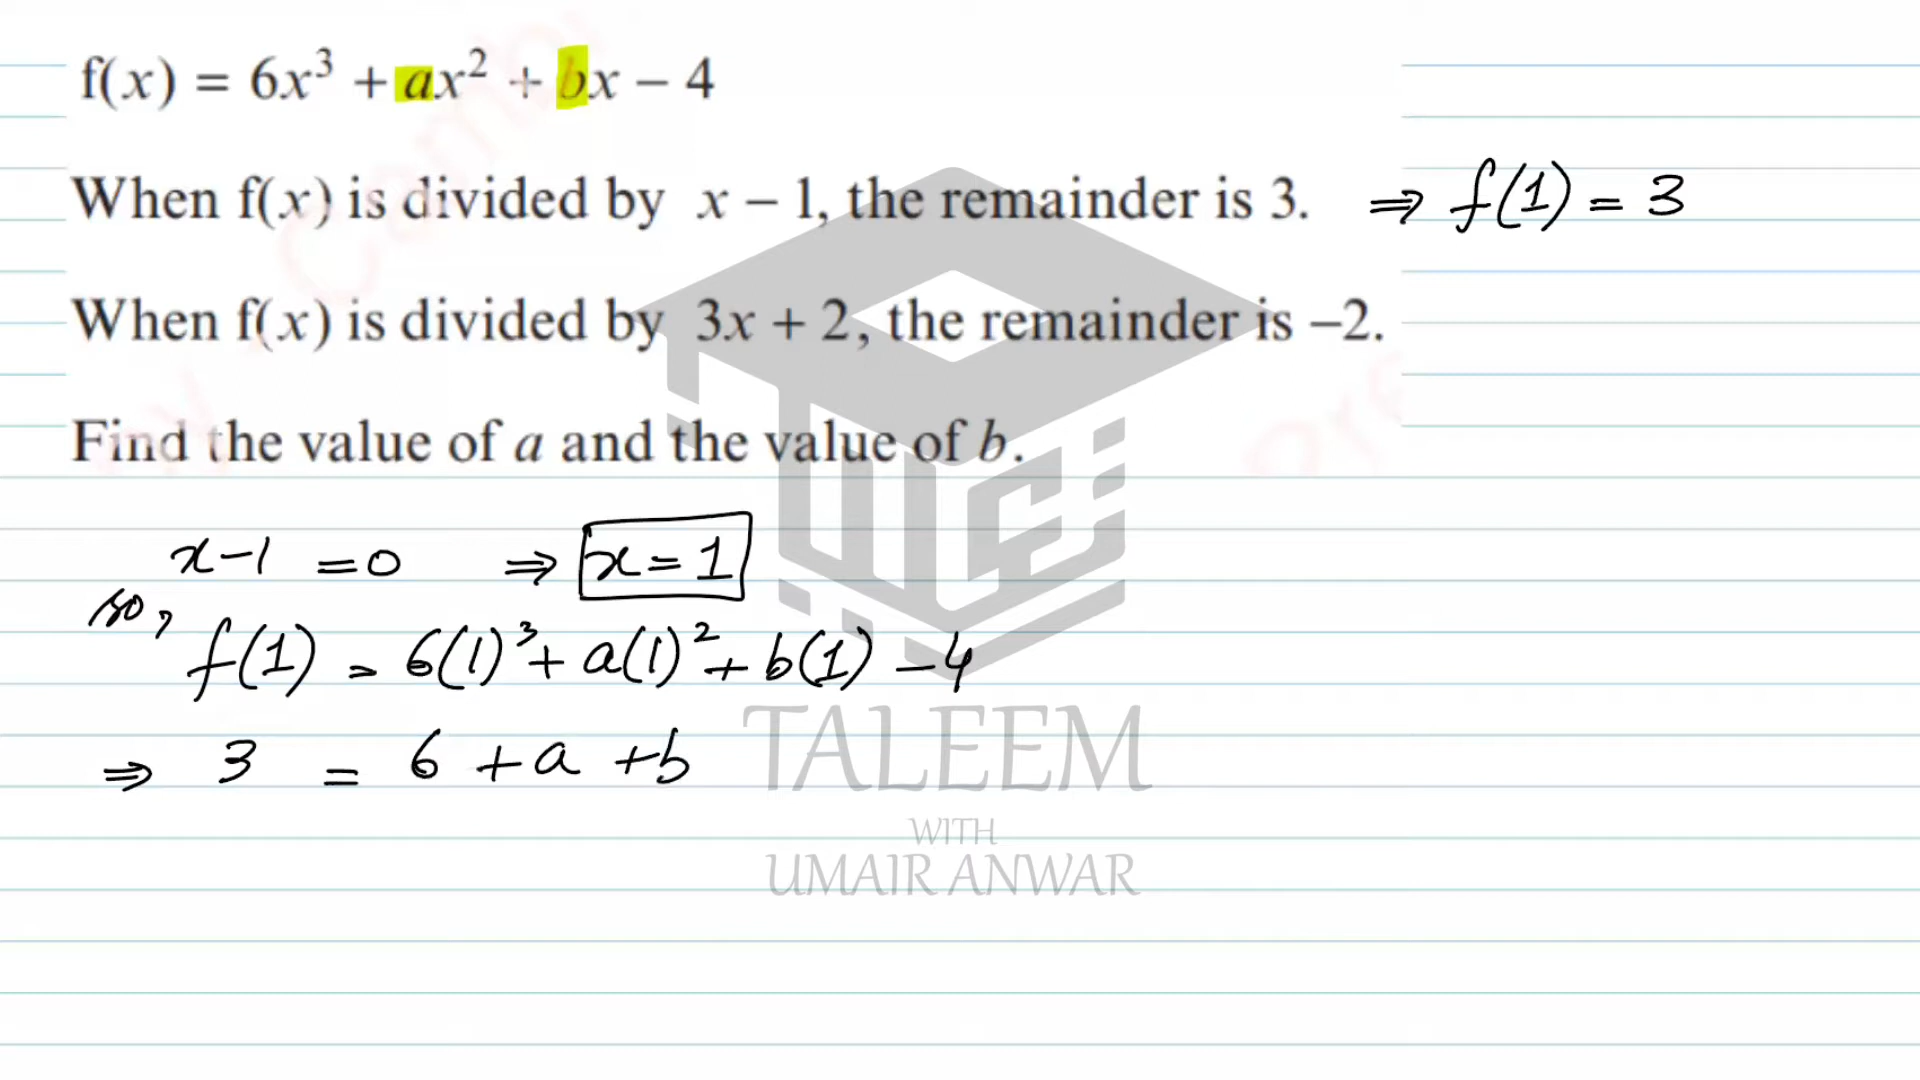 f(x) = 6x³ + ax² + bx − 4
When f(x) is divided by x − 1, the remainder is 3. ⇒ f(1) = 3
When f(x) is divided by 3x + 2, the remainder is −2.
Find the value of a and the value of b.
x−1 = 0 ⇒ x = 1
so,
f(1) = 6(1)³ + a(1)² + b(1) − 4
⇒ 3 = 6 + a + b
TALEEM
WITH
UMAIR ANWAR